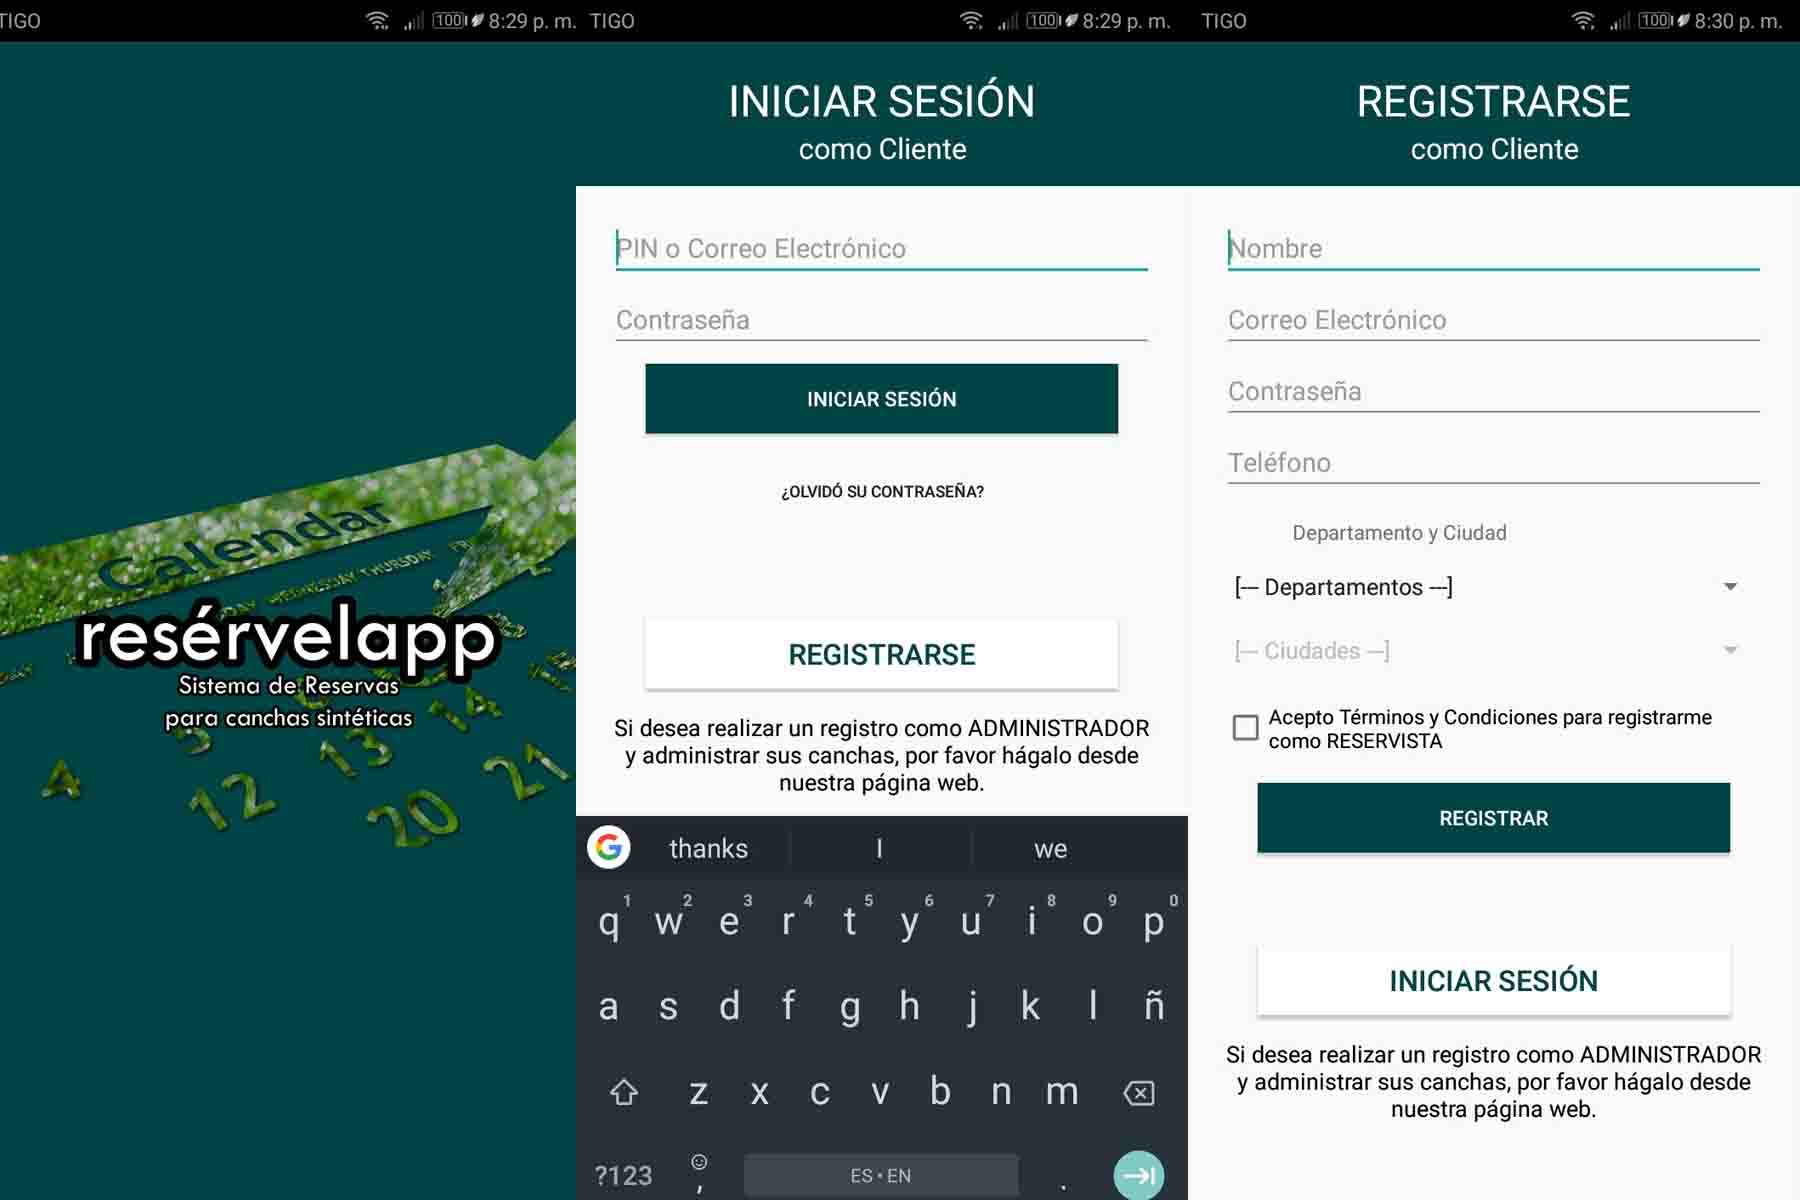 TIGO
100
8:29 p. m.
Calendar
WEDNESDAY THURSDAY
resérvelapp
Sistema de Reservas
para canchas sintéticas
14
13
4
12
20
21
TIGO
100
8:29 p. m.
INICIAR SESIÓN
como Cliente
PIN o Correo Electrónico
Contraseña
INICIAR SESIÓN
¿OLVIDÓ SU CONTRASEÑA?
REGISTRARSE
Si desea realizar un registro como ADMINISTRADOR
y administrar sus canchas, por favor hágalo desde
nuestra página web.
G
thanks I we
1 2 3 4 5 6 7 8 9 0
q w e r t y u i o p
a s d f g h j k l ñ
z x c v b n m
?123 , ES • EN .
TIGO
100
8:30 p. m.
REGISTRARSE
como Cliente
Nombre
Correo Electrónico
Contraseña
Teléfono
Departamento y Ciudad
[--- Departamentos ---]
[--- Ciudades ---]
Acepto Términos y Condiciones para registrarme
como RESERVISTA
REGISTRAR
INICIAR SESIÓN
Si desea realizar un registro como ADMINISTRADOR
y administrar sus canchas, por favor hágalo desde
nuestra página web.